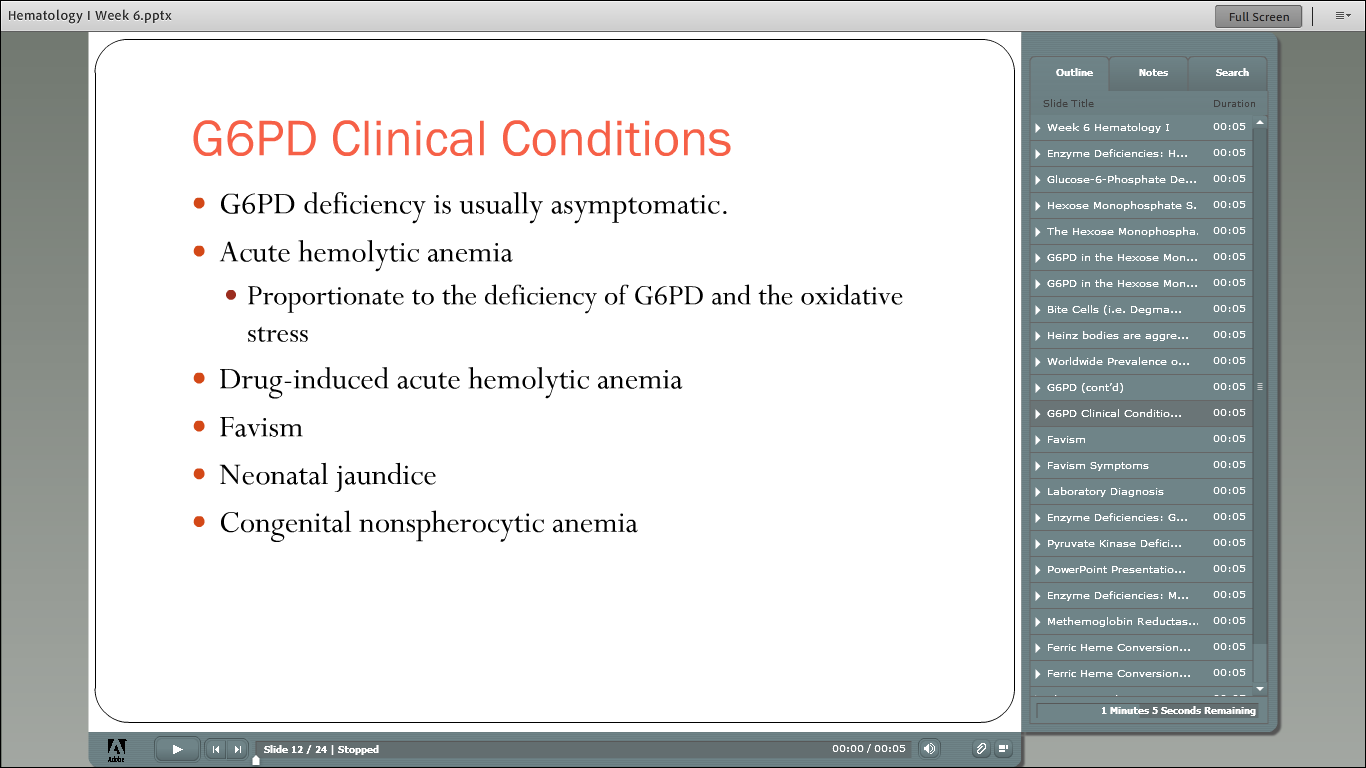 Hematology I Week 6.pptx
Full Screen
G6PD Clinical Conditions
G6PD deficiency is usually asymptomatic.
Acute hemolytic anemia
Proportionate to the deficiency of G6PD and the oxidative
stress
Drug-induced acute hemolytic anemia
Favism
Neonatal jaundice
Congenital nonspherocytic anemia
Outline Notes Search
Slide Title Duration
Week 6 Hematology I 00:05
Enzyme Deficiencies: H... 00:05
Glucose-6-Phosphate De... 00:05
Hexose Monophosphate S. 00:05
The Hexose Monophospha. 00:05
G6PD in the Hexose Mon... 00:05
G6PD in the Hexose Mon... 00:05
Bite Cells (i.e. Degma... 00:05
Heinz bodies are aggre... 00:05
Worldwide Prevalence o... 00:05
G6PD (cont'd) 00:05
G6PD Clinical Conditio... 00:05
Favism 00:05
Favism Symptoms 00:05
Laboratory Diagnosis 00:05
Enzyme Deficiencies: G... 00:05
Pyruvate Kinase Defici... 00:05
PowerPoint Presentatio... 00:05
Enzyme Deficiencies: M... 00:05
Methemoglobin Reductas... 00:05
Ferric Heme Conversion... 00:05
Ferric Heme Conversion... 00:05
1 Minutes 5 Seconds Remaining
Adobe
Slide 12 / 24 | Stopped 00:00 / 00:05